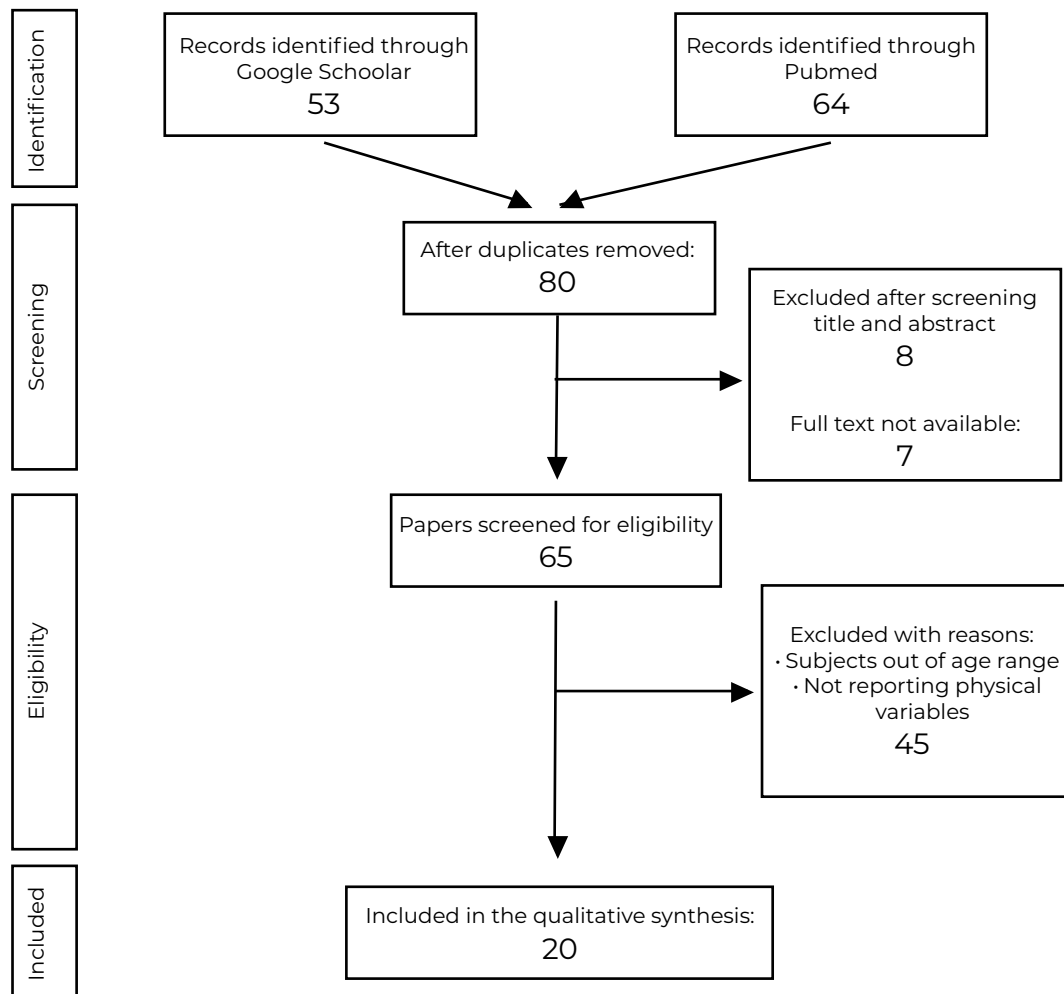 Identification
Records identified through
Google Schoolar
53
Records identified through
Pubmed
64
Screening
After duplicates removed:
80
Excluded after screening
title and abstract
8
Full text not available:
7
Eligibility
Papers screened for eligibility
65
Excluded with reasons:
· Subjects out of age range
· Not reporting physical
variables
45
Included
Included in the qualitative synthesis:
20